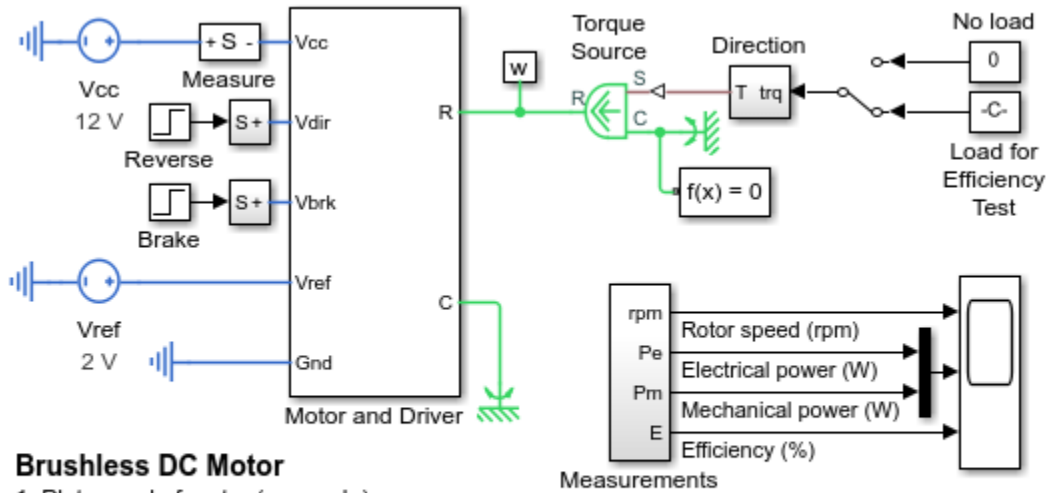 Vcc
12 V
+ S -
Measure
Reverse
S +
Brake
S +
Vref
2 V
Vcc
Vdir
Vbrk
Vref
Gnd
R
C
Motor and Driver
w
Torque
Source
R
S
C
Direction
T trq
No load
0
-C-
Load for
Efficiency
Test
f(x) = 0
rpm
Pe
Pm
E
Rotor speed (rpm)
Electrical power (W)
Mechanical power (W)
Efficiency (%)
Measurements
Brushless DC Motor